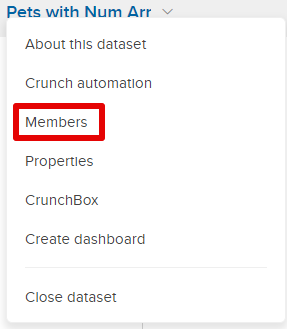 Pets with Num Arr
About this dataset
Crunch automation
Members
Properties
CrunchBox
Create dashboard
Close dataset